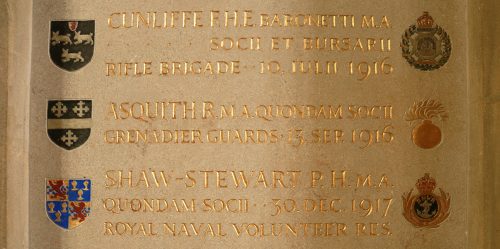 CUNLIFFE F.H.E. BARONETTI M.A.
SOCII ET BURSARII
RIFLE BRIGADE · 10. IULII 1916
ASQUITH R. M.A. QUONDAM SOCII
GRENADIER GUARDS · 15. SEP. 1916
SHAW-STEWART P.H. M.A.
QUONDAM SOCII · 30. DEC. 1917
ROYAL NAVAL VOLUNTEER RES.